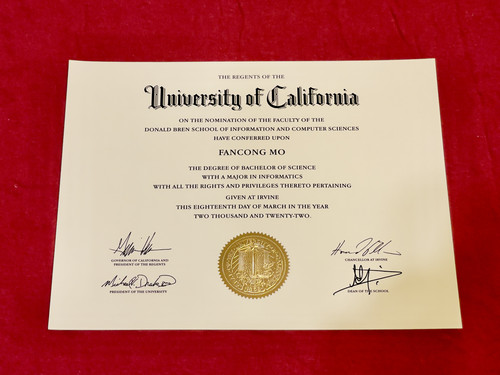 THE REGENTS OF THE
University of California
ON THE NOMINATION OF THE FACULTY OF THE
DONALD BREN SCHOOL OF INFORMATION AND COMPUTER SCIENCES
HAVE CONFERRED UPON
FANCONG MO
THE DEGREE OF BACHELOR OF SCIENCE
WITH A MAJOR IN INFORMATICS
WITH ALL THE RIGHTS AND PRIVILEGES THERETO PERTAINING
GIVEN AT IRVINE
THIS EIGHTEENTH DAY OF MARCH IN THE YEAR
TWO THOUSAND AND TWENTY-TWO.
GOVERNOR OF CALIFORNIA AND
PRESIDENT OF THE REGENTS
CHANCELLOR AT IRVINE
PRESIDENT OF THE UNIVERSITY
DEAN OF THE SCHOOL